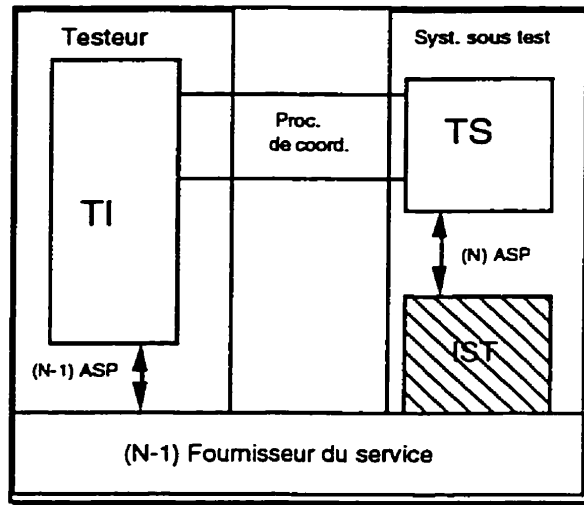 Testeur
Syst. sous test
Proc.
de coord.
TS
TI
(N) ASP
IST
(N-1) ASP
(N-1) Fournisseur du service